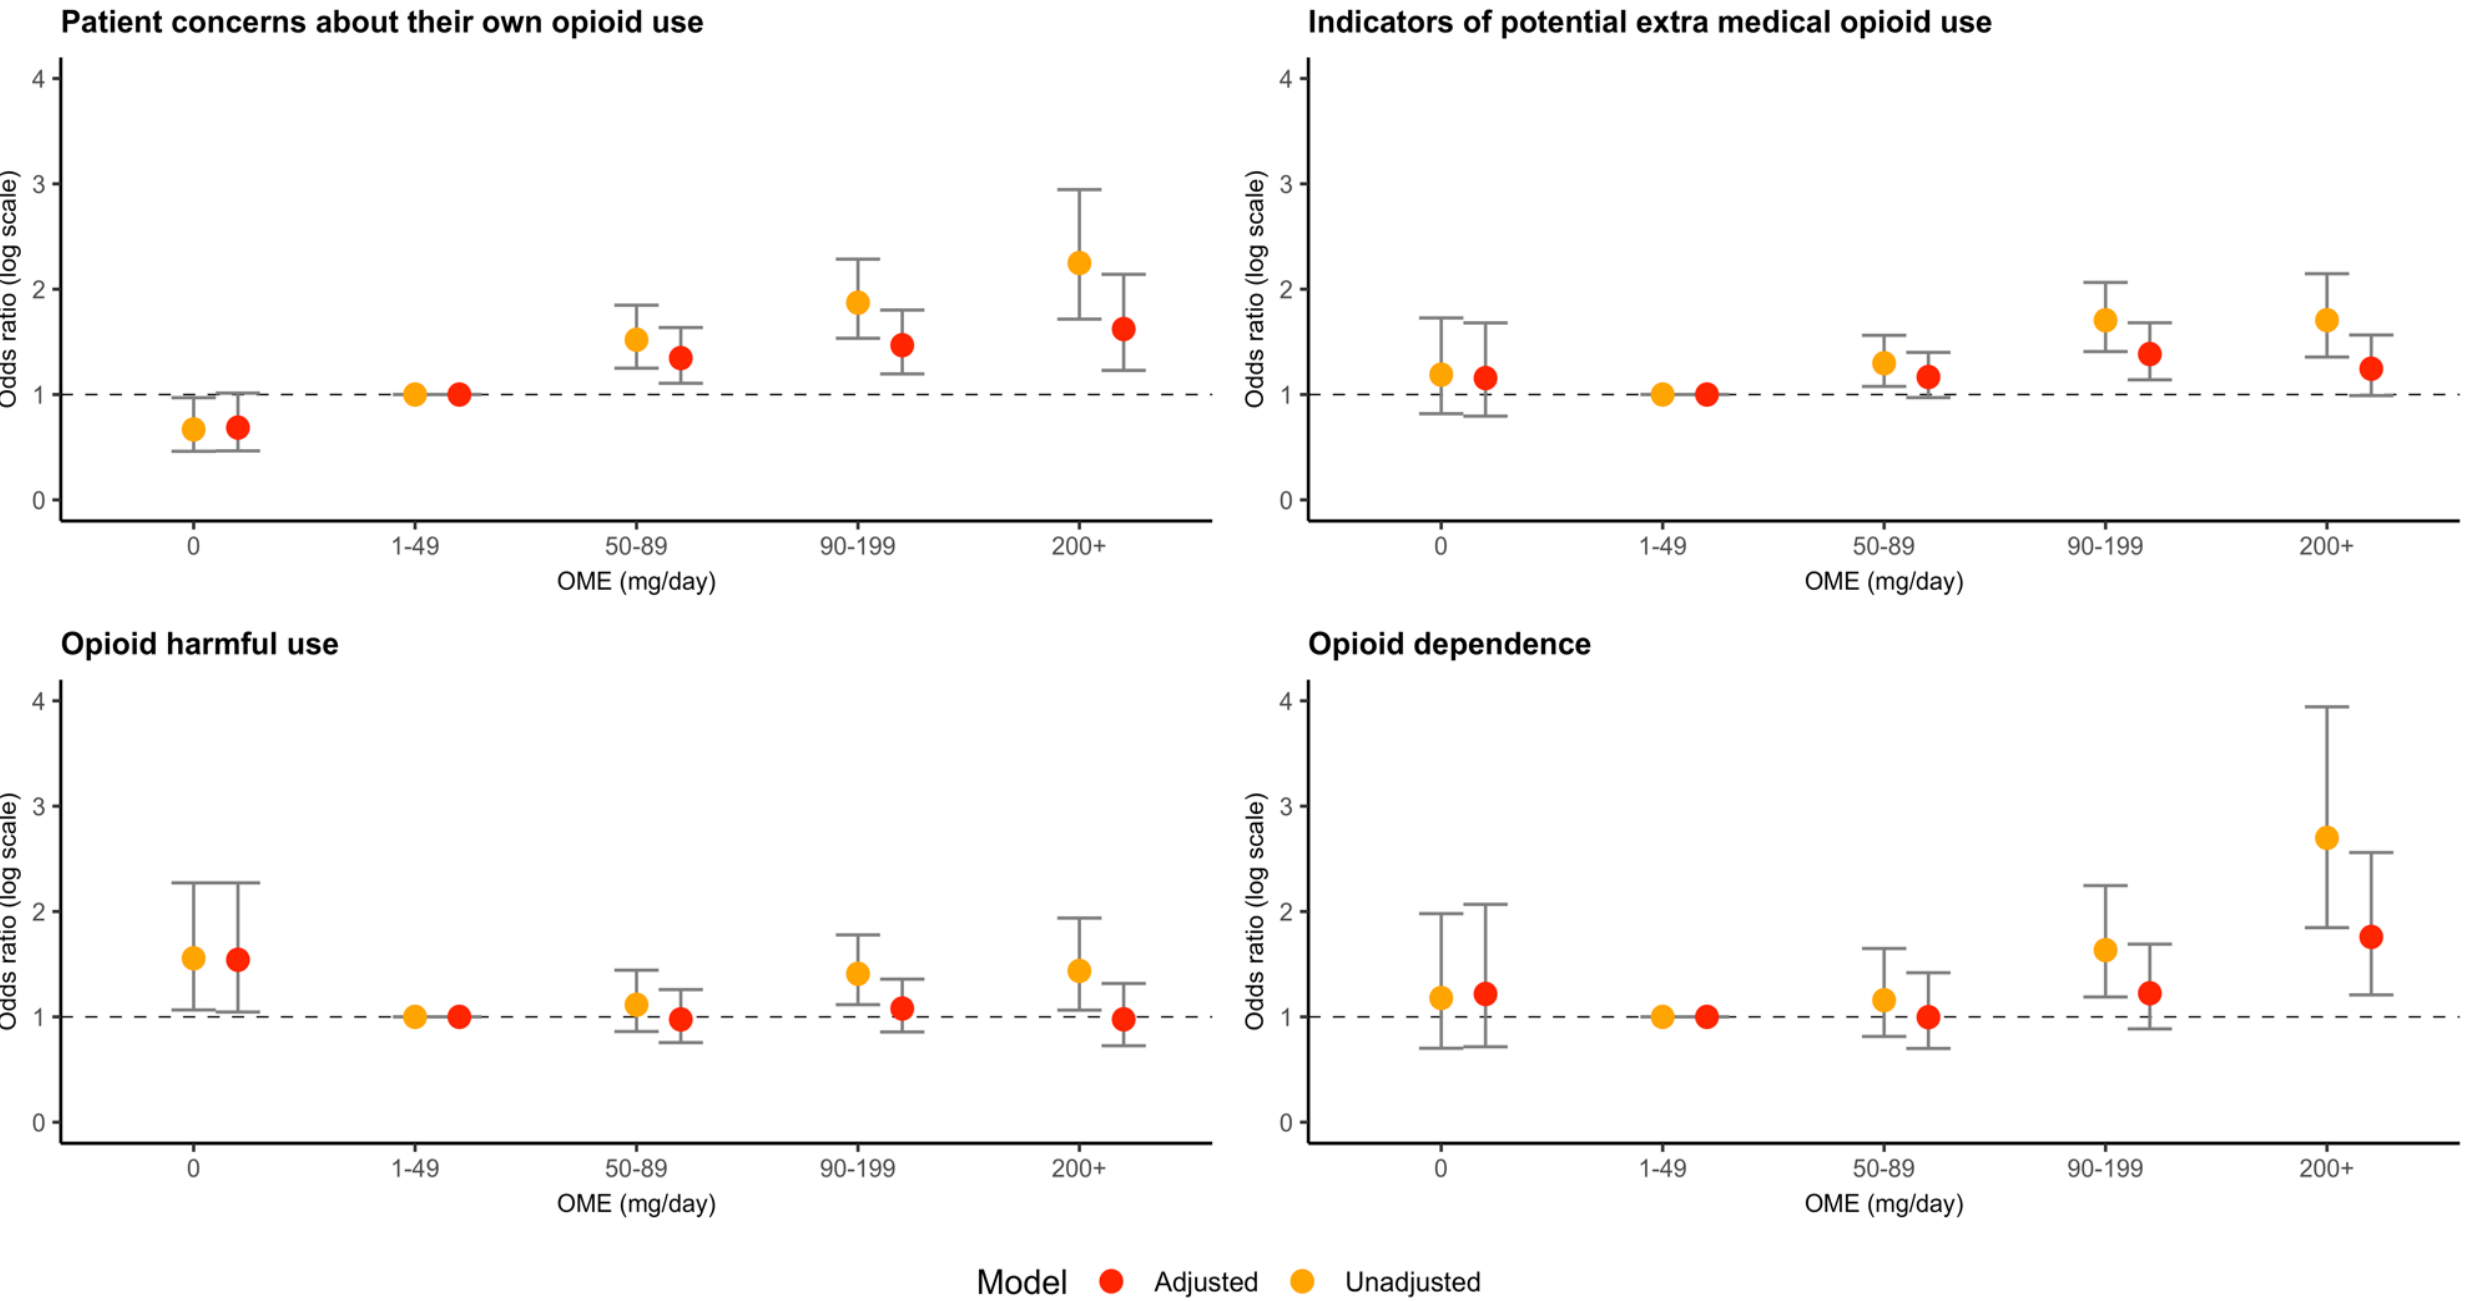 Patient concerns about their own opioid use
Indicators of potential extra medical opioid use
Odds ratio (log scale)
4
3
2
1
0
0 1-49 50-89 90-199 200+
OME (mg/day)
Odds ratio (log scale)
4
3
2
1
0
0 1-49 50-89 90-199 200+
OME (mg/day)
Opioid harmful use
Opioid dependence
Odds ratio (log scale)
4
3
2
1
0
0 1-49 50-89 90-199 200+
OME (mg/day)
Odds ratio (log scale)
4
3
2
1
0
0 1-49 50-89 90-199 200+
OME (mg/day)
Model Adjusted Unadjusted